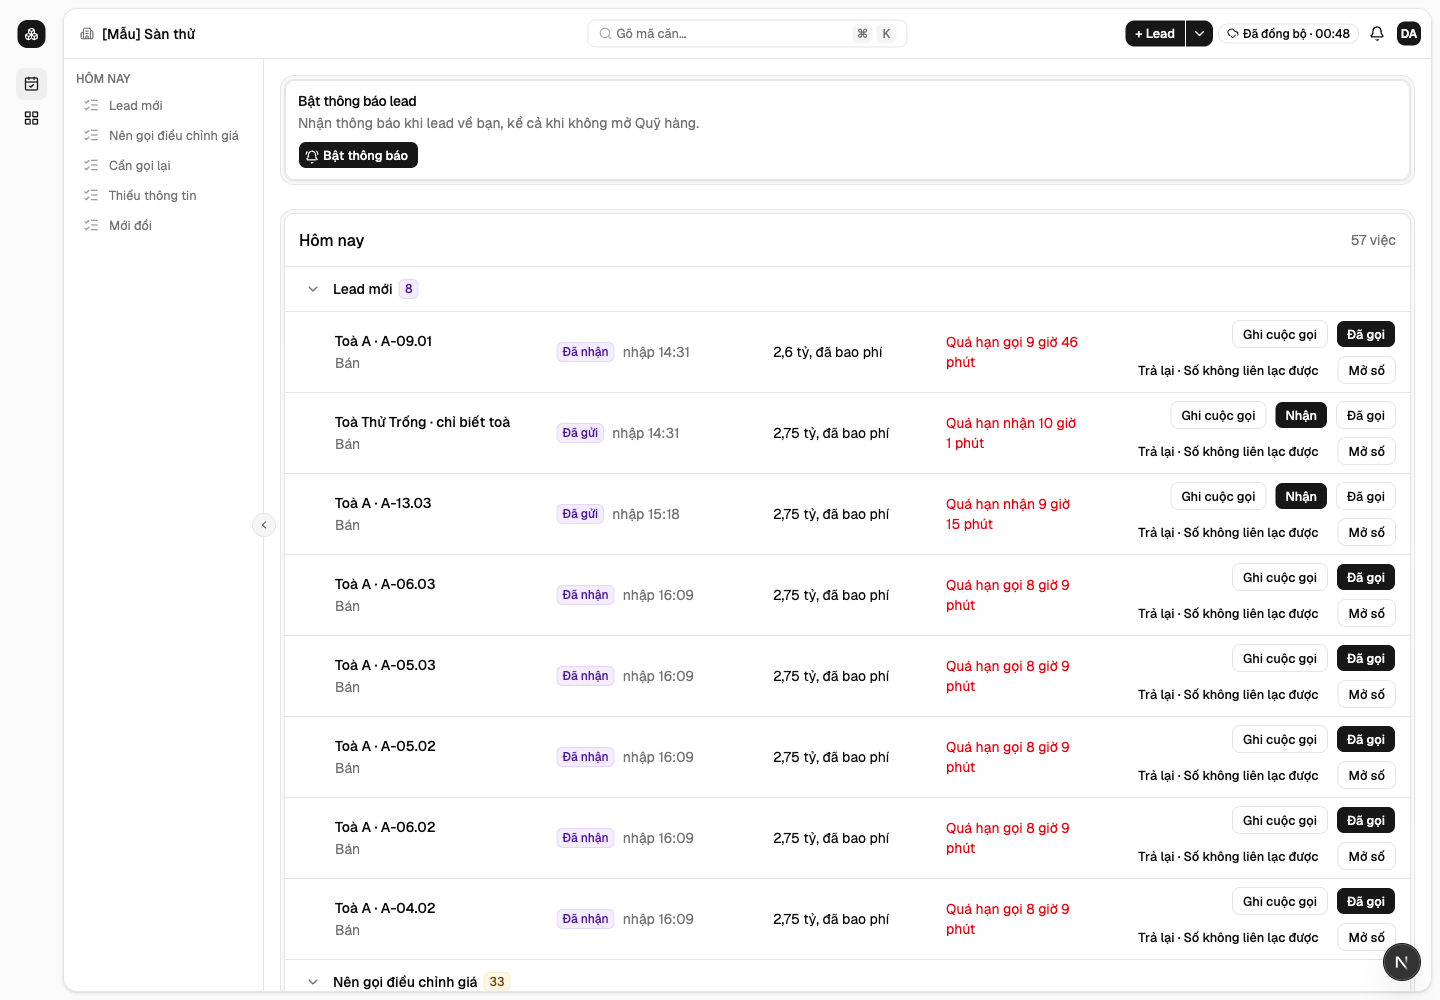 [Mẫu] Sàn thử
Gõ mã căn...
⌘ K
+ Lead
Đã đồng bộ · 00:48
DA
HÔM NAY
Lead mới
Nên gọi điều chỉnh giá
Cần gọi lại
Thiếu thông tin
Mới đổi
Bật thông báo lead
Nhận thông báo khi lead về bạn, kể cả khi không mở Quỹ hàng.
Bật thông báo
Hôm nay
57 việc
Lead mới 8
Toà A · A-09.01
Bán
Đã nhận nhập 14:31
2,6 tỷ, đã bao phí
Quá hạn gọi 9 giờ 46
phút
Ghi cuộc gọi Đã gọi
Trả lại · Số không liên lạc được Mở số
Toà Thử Trống · chỉ biết toà
Bán
Đã gửi nhập 14:31
2,75 tỷ, đã bao phí
Quá hạn nhận 10 giờ
1 phút
Ghi cuộc gọi Nhận Đã gọi
Trả lại · Số không liên lạc được Mở số
Toà A · A-13.03
Bán
Đã gửi nhập 15:18
2,75 tỷ, đã bao phí
Quá hạn nhận 9 giờ
15 phút
Ghi cuộc gọi Nhận Đã gọi
Trả lại · Số không liên lạc được Mở số
Toà A · A-06.03
Bán
Đã nhận nhập 16:09
2,75 tỷ, đã bao phí
Quá hạn gọi 8 giờ 9
phút
Ghi cuộc gọi Đã gọi
Trả lại · Số không liên lạc được Mở số
Toà A · A-05.03
Bán
Đã nhận nhập 16:09
2,75 tỷ, đã bao phí
Quá hạn gọi 8 giờ 9
phút
Ghi cuộc gọi Đã gọi
Trả lại · Số không liên lạc được Mở số
Toà A · A-05.02
Bán
Đã nhận nhập 16:09
2,75 tỷ, đã bao phí
Quá hạn gọi 8 giờ 9
phút
Ghi cuộc gọi Đã gọi
Trả lại · Số không liên lạc được Mở số
Toà A · A-06.02
Bán
Đã nhận nhập 16:09
2,75 tỷ, đã bao phí
Quá hạn gọi 8 giờ 9
phút
Ghi cuộc gọi Đã gọi
Trả lại · Số không liên lạc được Mở số
Toà A · A-04.02
Bán
Đã nhận nhập 16:09
2,75 tỷ, đã bao phí
Quá hạn gọi 8 giờ 9
phút
Ghi cuộc gọi Đã gọi
Trả lại · Số không liên lạc được Mở số
N
Nên gọi điều chỉnh giá 33